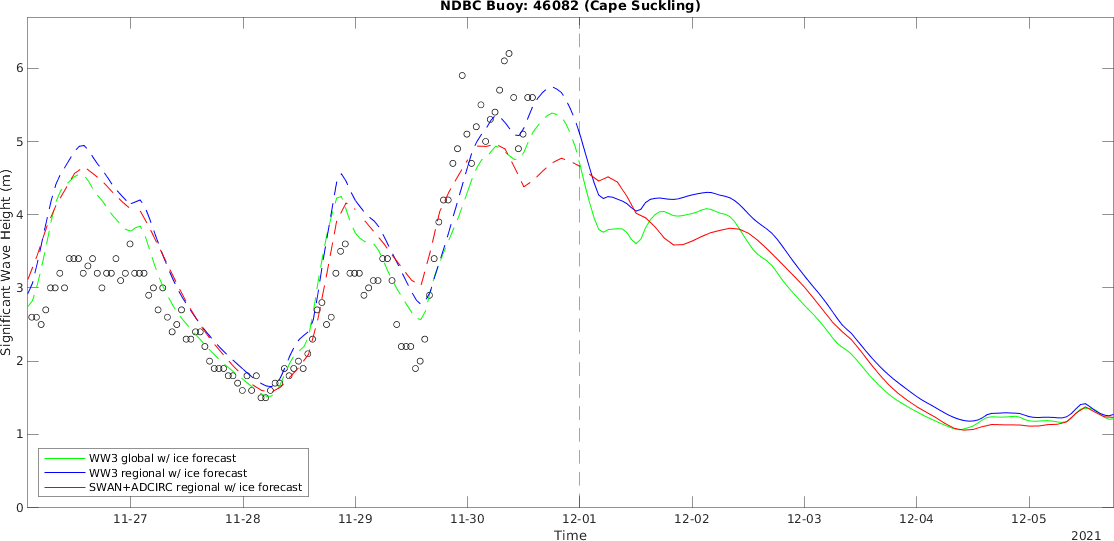 NDBC Buoy: 46082 (Cape Suckling)
Significant Wave Height (m)
6
5
4
3
2
1
0
WW3 global w/ ice forecast
WW3 regional w/ ice forecast
SWAN+ADCIRC regional w/ ice forecast
11-27 11-28 11-29 11-30 12-01 12-02 12-03 12-04 12-05
Time
2021